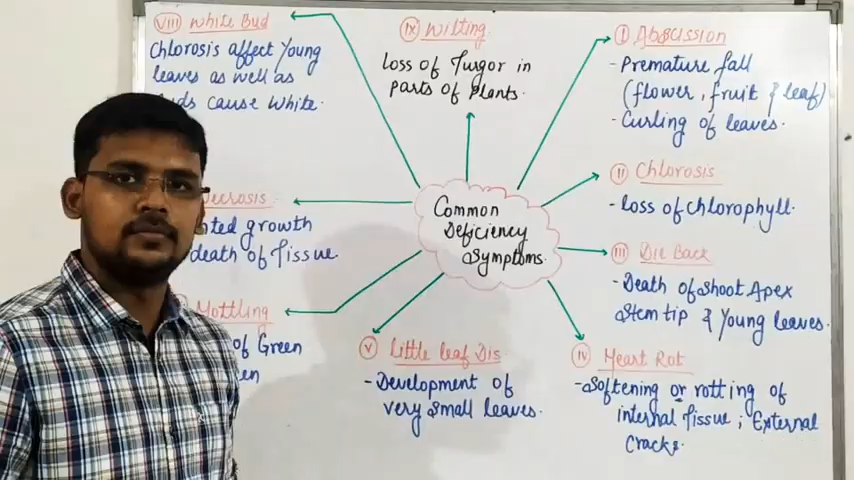 VIII White Bud
Chlorosis affect Young
leaves as well as
buds cause white.
IX Wilting
Loss of Turgor in
parts of Plants.
I Abscission
- Premature fall
(flower, fruit & leaf)
- Curling of leaves.
II Chlorosis
- Loss of chlorophyll.
III Die Back
- Death of shoot Apex
Stem tip & Young leaves.
IV Heart Rot
- Softening or rotting of
internal Tissue; External
Cracks.
V Little leaf Dis
- Development of
very small leaves.
Mottling
of Green
Necrosis
growth
death of Tissue.
Common
Deficiency
Symptoms.